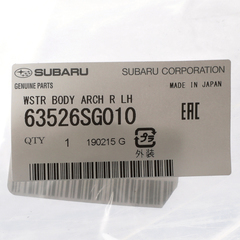 SUBARU
SUBARU CORPORATION
GENUINE PARTS
MADE IN JAPAN
WSTR BODY ARCH R LH
63526SG010
EAC
QTY 1 190215 G
外装